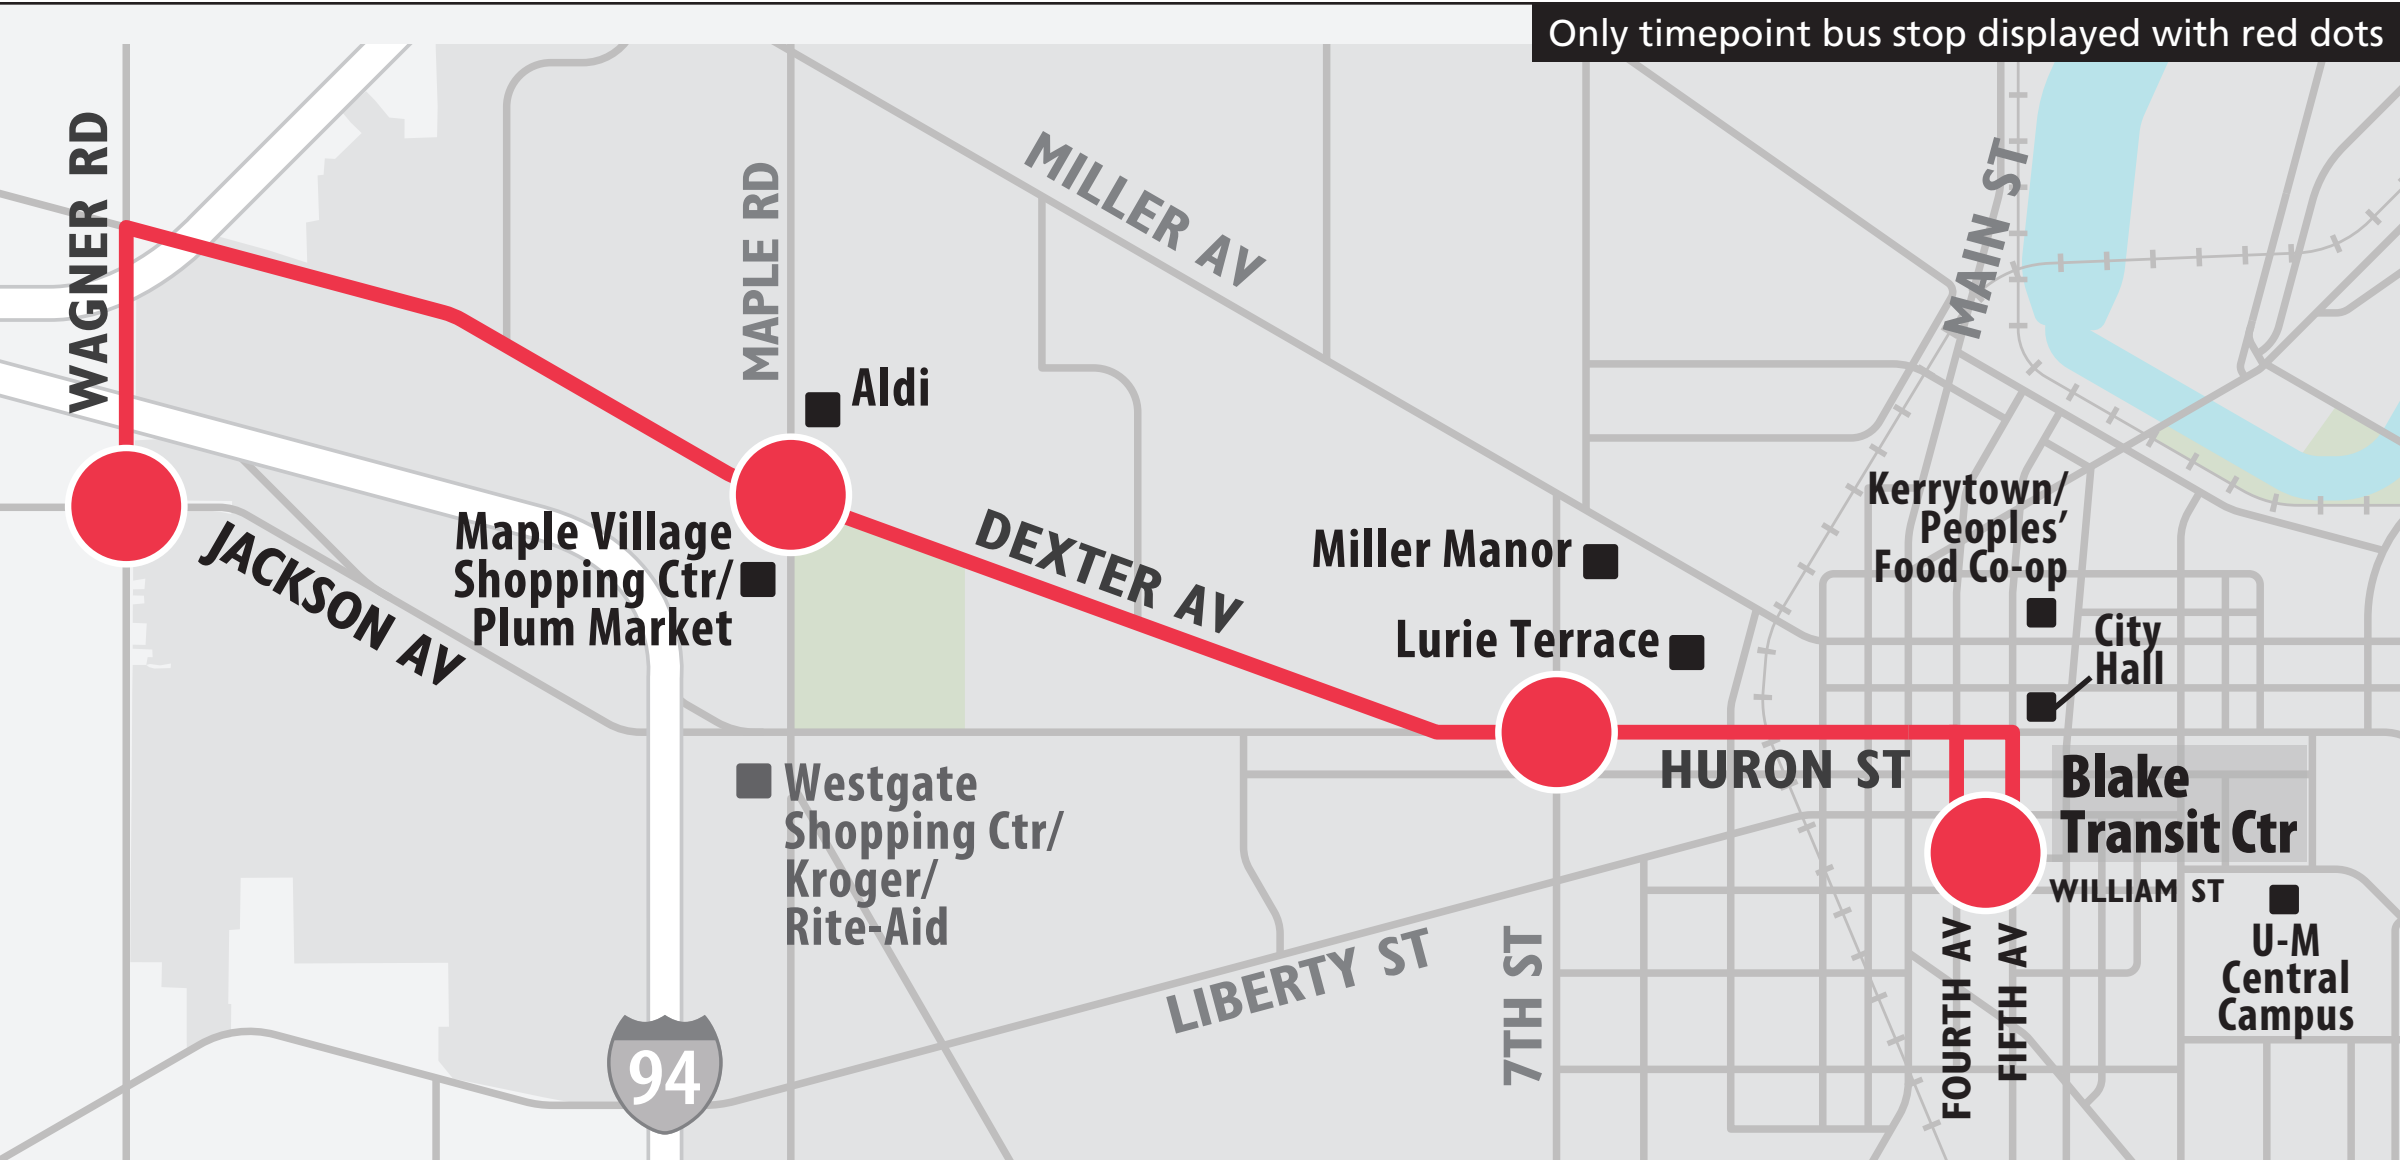 Only timepoint bus stop displayed with red dots
WAGNER RD
MAPLE RD
MILLER AV
MAIN ST
Aldi
JACKSON AV
Maple Village
Shopping Ctr/
Plum Market
DEXTER AV
Miller Manor
Lurie Terrace
Kerrytown/
Peoples’
Food Co-op
City
Hall
HURON ST
Blake
Transit Ctr
WILLIAM ST
Westgate
Shopping Ctr/
Kroger/
Rite-Aid
LIBERTY ST
7TH ST
FOURTH AV
FIFTH AV
U-M
Central
Campus
94